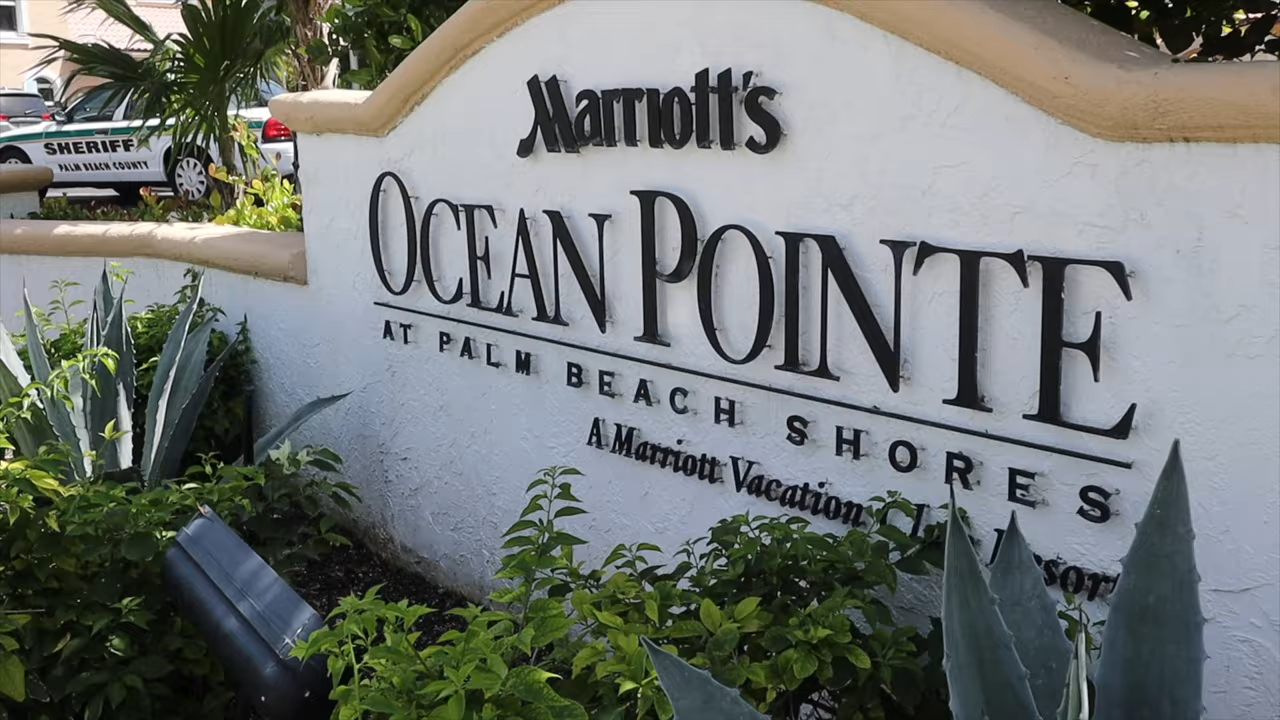 Marriott's
OCEAN POINTE
AT PALM BEACH SHORES
A Marriott Vacation
SHERIFF
PALM BEACH COUNTY